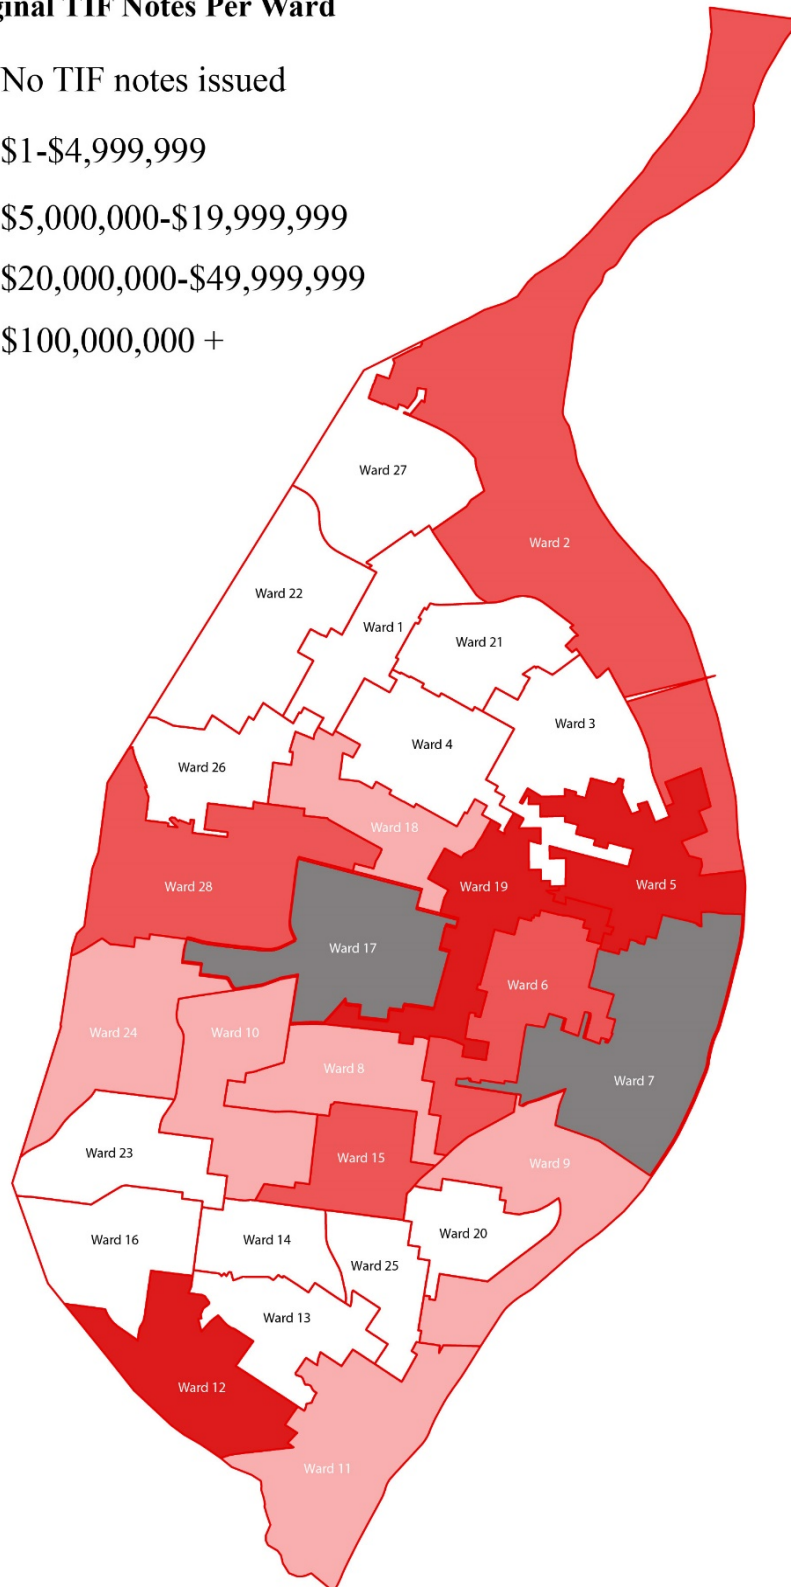 TIF Notes Per Ward
No TIF notes issued
$1-$4,999,999
$5,000,000-$19,999,999
$20,000,000-$49,999,999
$100,000,000 +
Ward 27
Ward 2
Ward 22
Ward 1
Ward 21
Ward 3
Ward 4
Ward 26
Ward 18
Ward 28
Ward 19
Ward 5
Ward 17
Ward 6
Ward 24
Ward 10
Ward 8
Ward 7
Ward 23
Ward 15
Ward 9
Ward 16
Ward 14
Ward 20
Ward 25
Ward 13
Ward 12
Ward 11